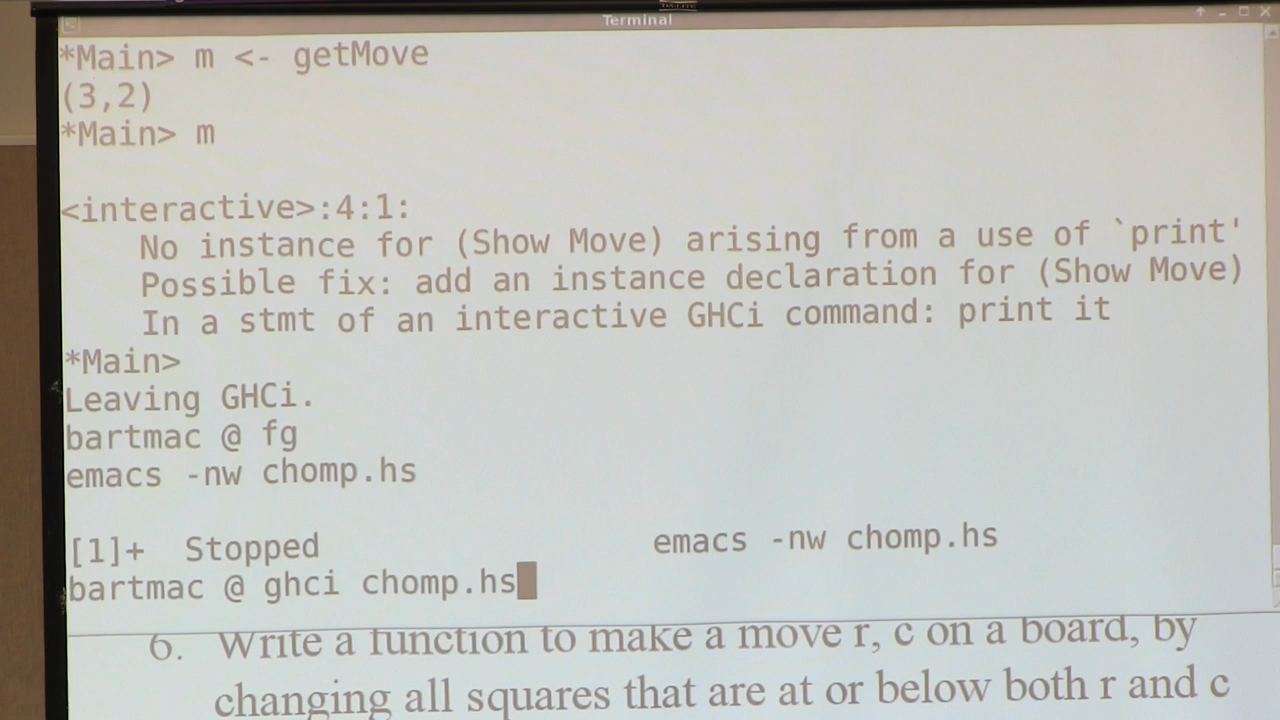 Terminal
*Main> m <- getMove
(3,2)
*Main> m
<interactive>:4:1:
No instance for (Show Move) arising from a use of `print'
Possible fix: add an instance declaration for (Show Move)
In a stmt of an interactive GHCi command: print it
*Main>
Leaving GHCi.
bartmac @ fg
emacs -nw chomp.hs
[1]+  Stopped                 emacs -nw chomp.hs
bartmac @ ghci chomp.hs
6. Write a function to make a move r, c on a board, by
changing all squares that are at or below both r and c